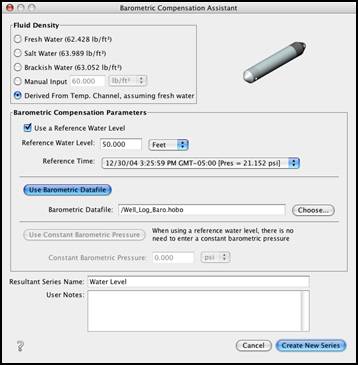 Barometric Compensation Assistant
Fluid Density
Fresh Water (62.428 lb/ft³)
Salt Water (63.989 lb/ft³)
Brackish Water (63.052 lb/ft³)
Manual Input 60.000 lb/ft³
Derived From Temp. Channel, assuming fresh water
Barometric Compensation Parameters
Use a Reference Water Level
Reference Water Level: 50.000 Feet
Reference Time: 12/30/04 3:25:59 PM GMT-05:00 [Pres = 21.152 psi]
Use Barometric Datafile
Barometric Datafile: /Well_Log_Baro.hobo Choose...
Use Constant Barometric Pressure When using a reference water level, there is no
need to enter a constant barometric pressure
Constant Barometric Pressure: 0.000 psi
Resultant Series Name: Water Level
User Notes:
? Cancel Create New Series